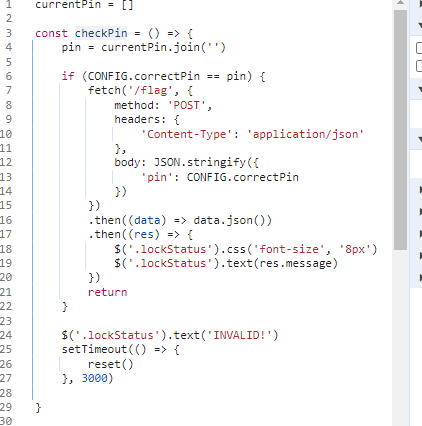 1 currentPin = []
2
3 const checkPin = () => {
4 pin = currentPin.join('')
5
6 if (CONFIG.correctPin == pin) {
7 fetch('/flag', {
8 method: 'POST',
9 headers: {
10 'Content-Type': 'application/json'
11 },
12 body: JSON.stringify({
13 'pin': CONFIG.correctPin
14 })
15 })
16 .then((data) => data.json())
17 .then((res) => {
18 $('.lockStatus').css('font-size', '8px')
19 $('.lockStatus').text(res.message)
20 })
21 return
22 }
23
24 $('.lockStatus').text('INVALID!')
25 setTimeout(() => {
26 reset()
27 }, 3000)
28
29 }
30